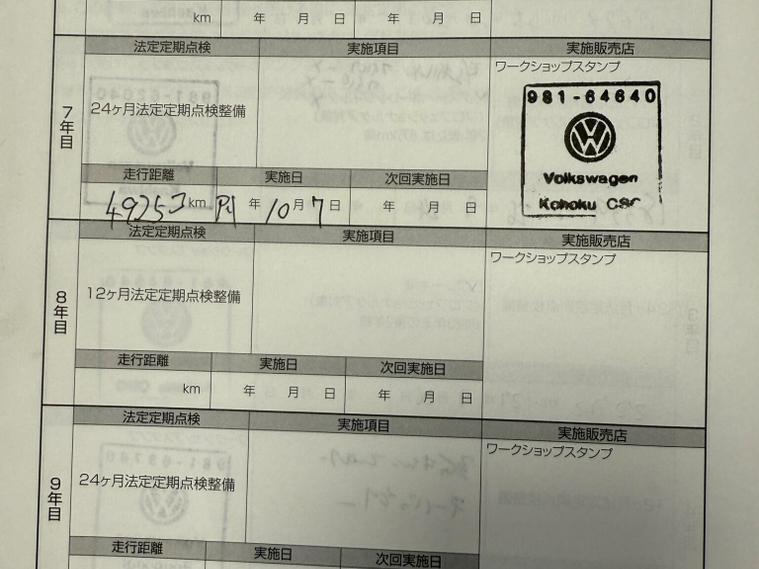 km 年 月 日 年 月 日
7年目
法定定期点検 実施項目 実施販売店
24ヶ月法定定期点検整備
ワークショップスタンプ
981-64640
Volkswagen
Kohoku CSC
走行距離 実施日 次回実施日
km 年 10月 7日 年 月 日
8年目
法定定期点検 実施項目 実施販売店
12ヶ月法定定期点検整備
ワークショップスタンプ
走行距離 実施日 次回実施日
km 年 月 日 年 月 日
9年目
法定定期点検 実施項目 実施販売店
24ヶ月法定定期点検整備
ワークショップスタンプ
走行距離 実施日 次回実施日